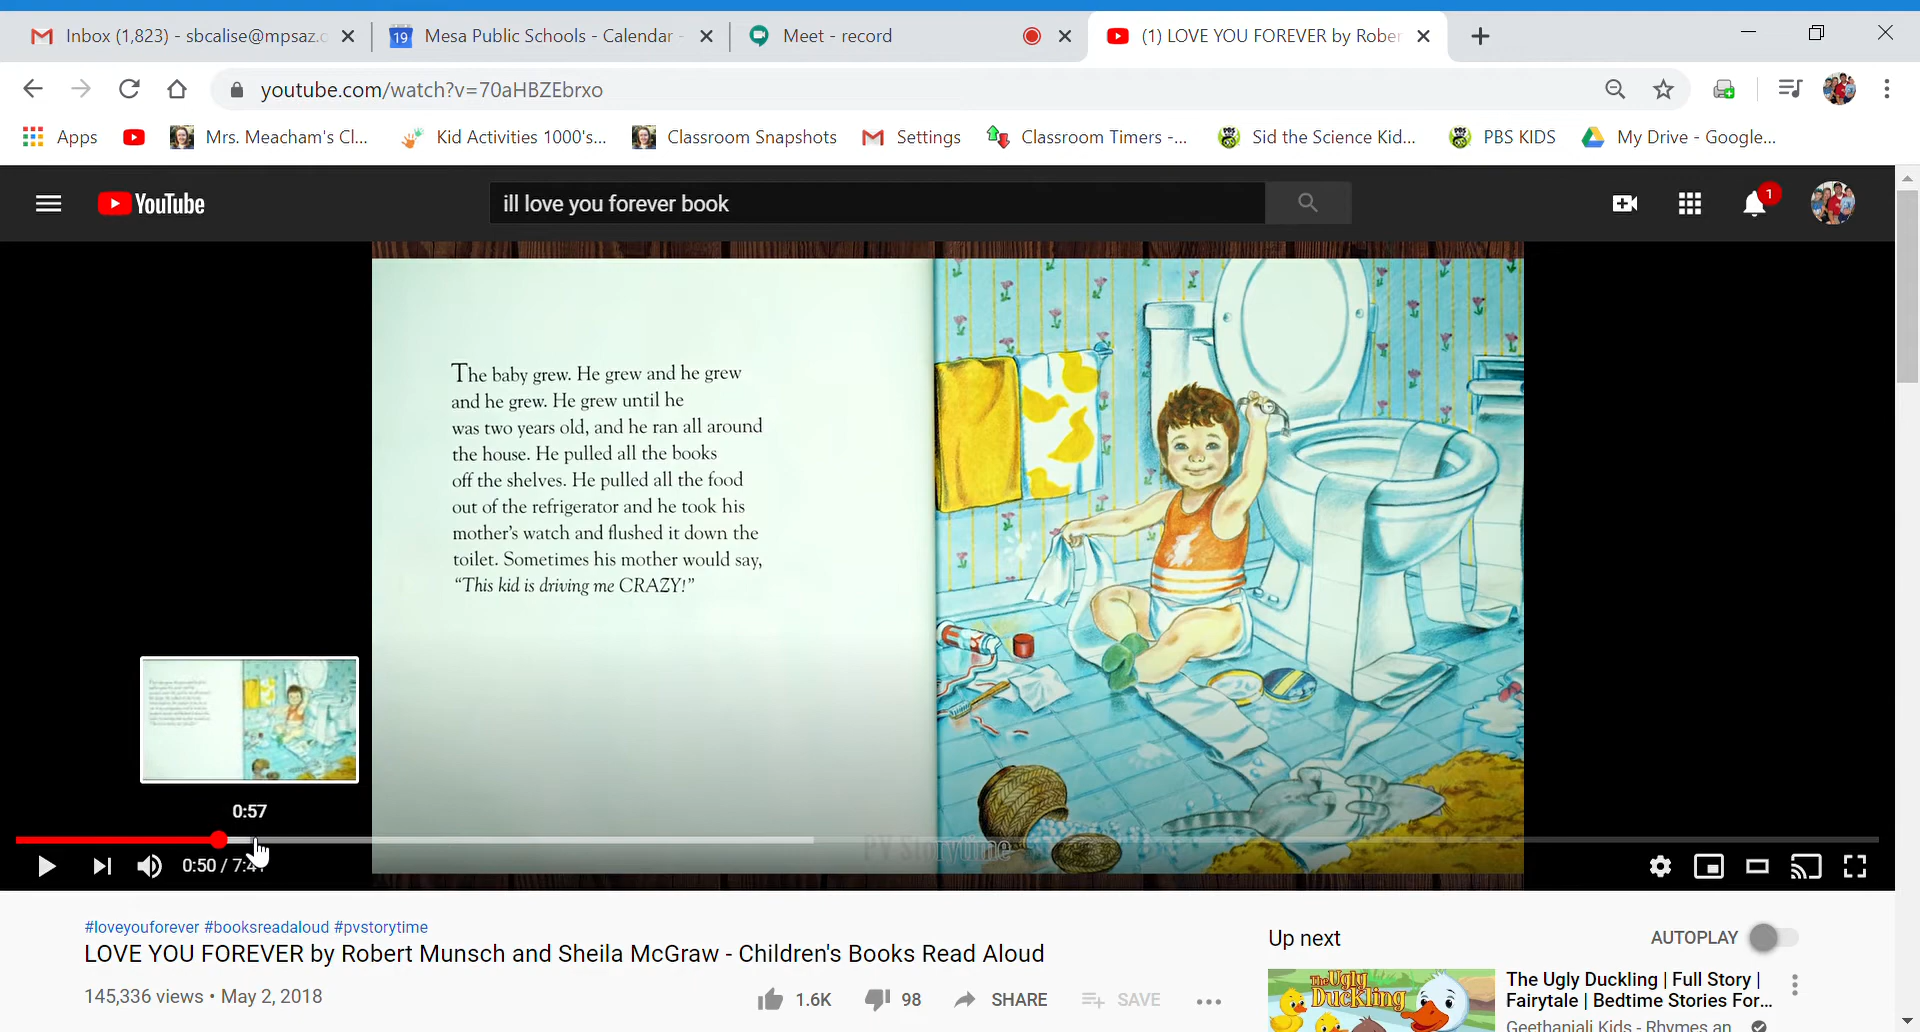 Inbox (1,823) - sbcalise@mpsaz.c
19
Mesa Public Schools - Calendar -
Meet - record
(1) LOVE YOU FOREVER by Rober
youtube.com/watch?v=70aHBZEbrxo
Apps
Mrs. Meacham's Cl...
Kid Activities 1000's...
Classroom Snapshots
Settings
Classroom Timers -...
Sid the Science Kid...
PBS KIDS
My Drive - Google...
YouTube
ill love you forever book
1
The baby grew. He grew and he grew
and he grew. He grew until he
was two years old, and he ran all around
the house. He pulled all the books
off the shelves. He pulled all the food
out of the refrigerator and he took his
mother's watch and flushed it down the
toilet. Sometimes his mother would say,
"This kid is driving me CRAZY!"
0:57
PV Storytime
0:50 / 7:4
#loveyouforever #booksreadaloud #pvstorytime
LOVE YOU FOREVER by Robert Munsch and Sheila McGraw - Children's Books Read Aloud
145,336 views • May 2, 2018
1.6K
98
SHARE
SAVE
Up next
AUTOPLAY
The Ugly Duckling
The Ugly Duckling | Full Story |
Fairytale | Bedtime Stories For...
Geethanjali Kids - Rhymes an